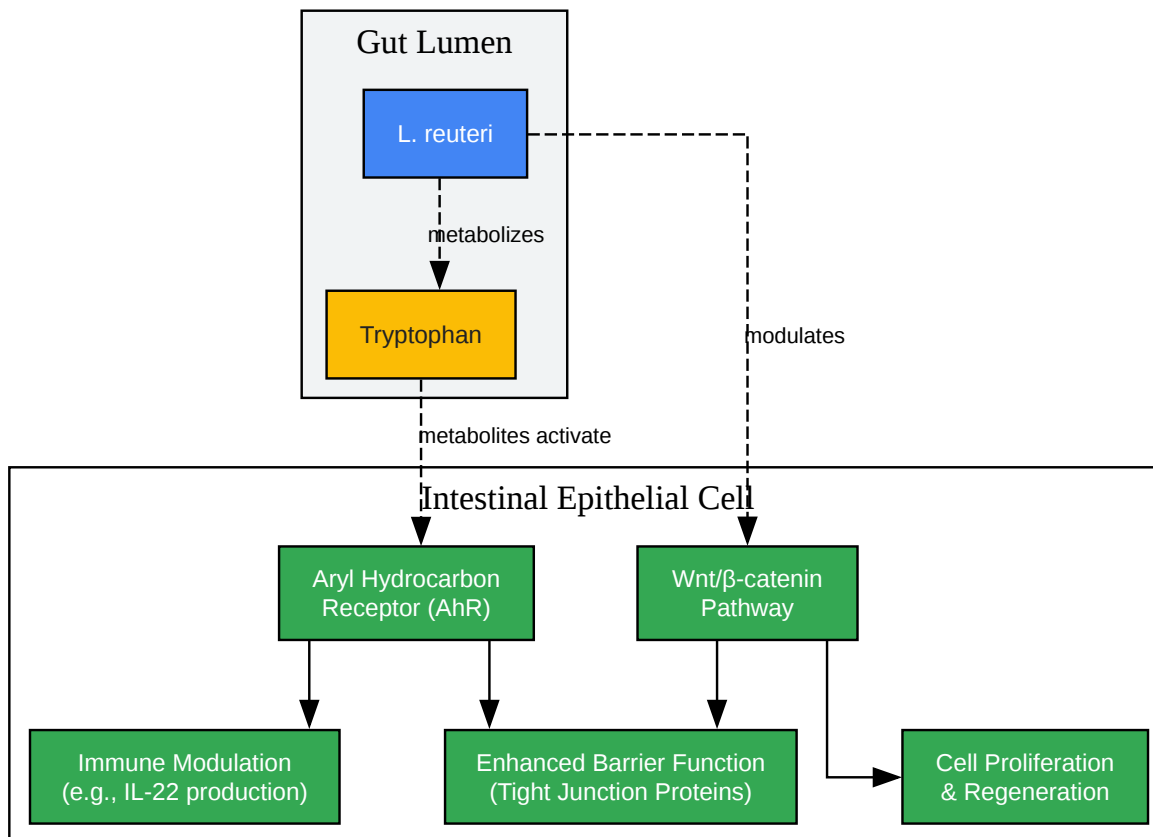 Gut Lumen
L. reuteri
metabolizes
Tryptophan
modulates
metabolites activate
Intestinal Epithelial Cell
Aryl Hydrocarbon
Receptor (AhR)
Wnt/β-catenin
Pathway
Immune Modulation
(e.g., IL-22 production)
Enhanced Barrier Function
(Tight Junction Proteins)
Cell Proliferation
& Regeneration